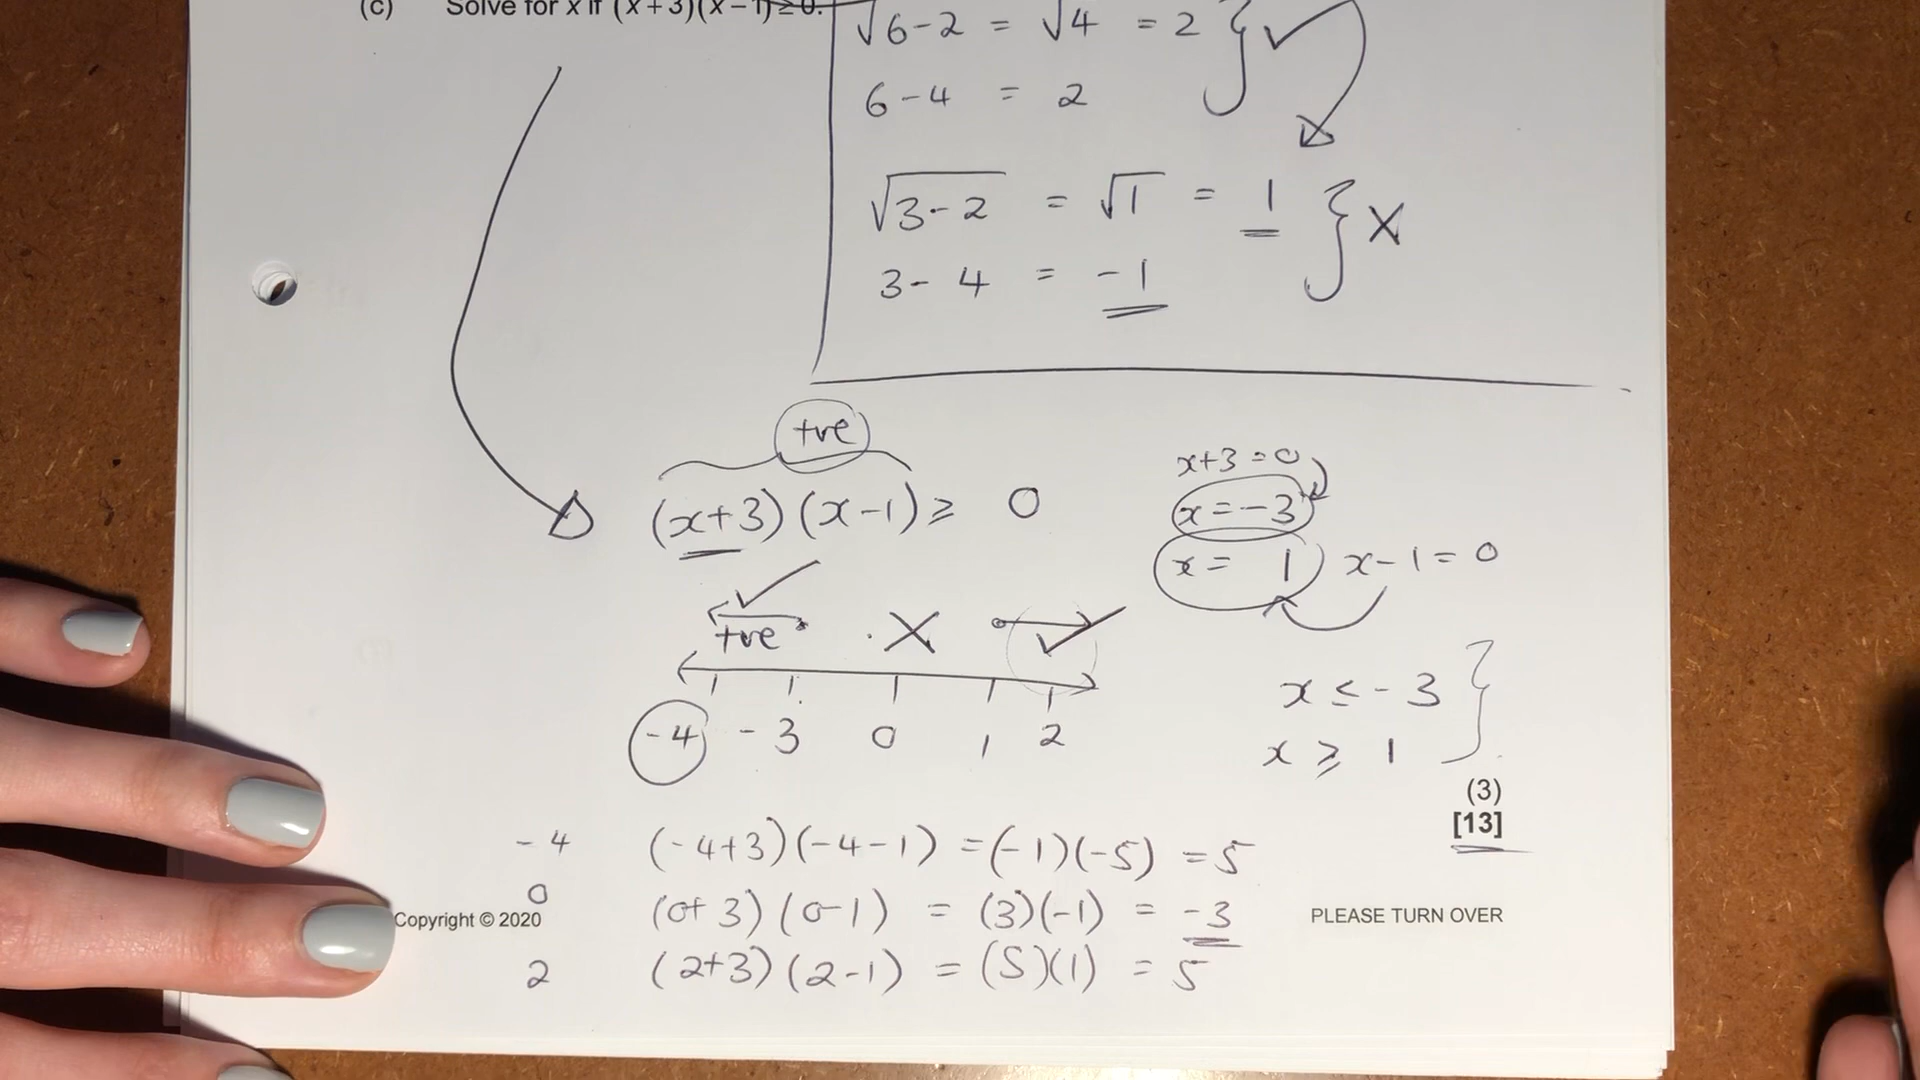 (c) Solve for x if (x+3)(x-1)≥0.
√6-2 = √4 = 2
6-4 = 2
√3-2 = √1 = 1
3-4 = -1
+ve
(x+3)(x-1) ≥ 0
x+3=0
x=-3
x= 1 x-1=0
+ve
-4 -3 0 1 2
x ≤ -3
x ≥ 1
(3)
[13]
-4 (-4+3)(-4-1) =(-1)(-5) =5
0 (0+3)(0-1) = (3)(-1) = -3
2 (2+3)(2-1) = (5)(1) = 5
Copyright © 2020
PLEASE TURN OVER